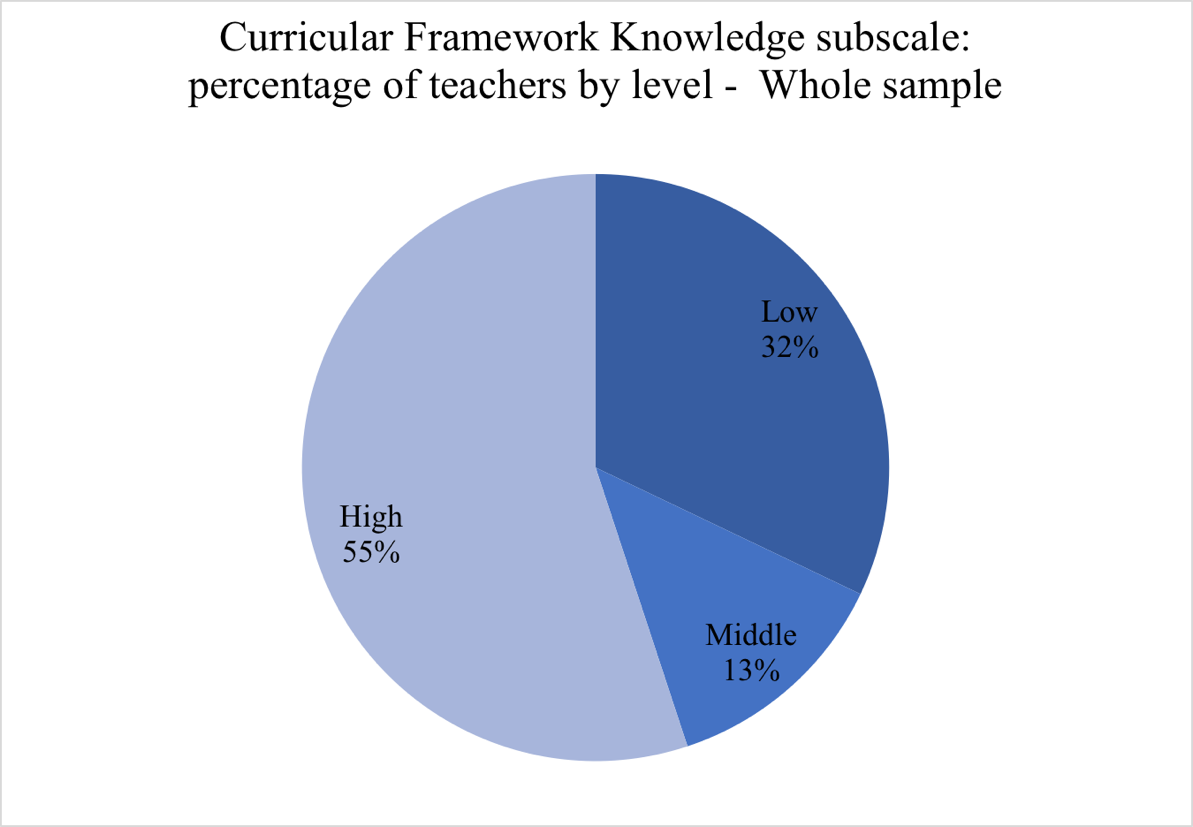 Curricular Framework Knowledge subscale:
percentage of teachers by level -  Whole sample
Low
32%
High
55%
Middle
13%